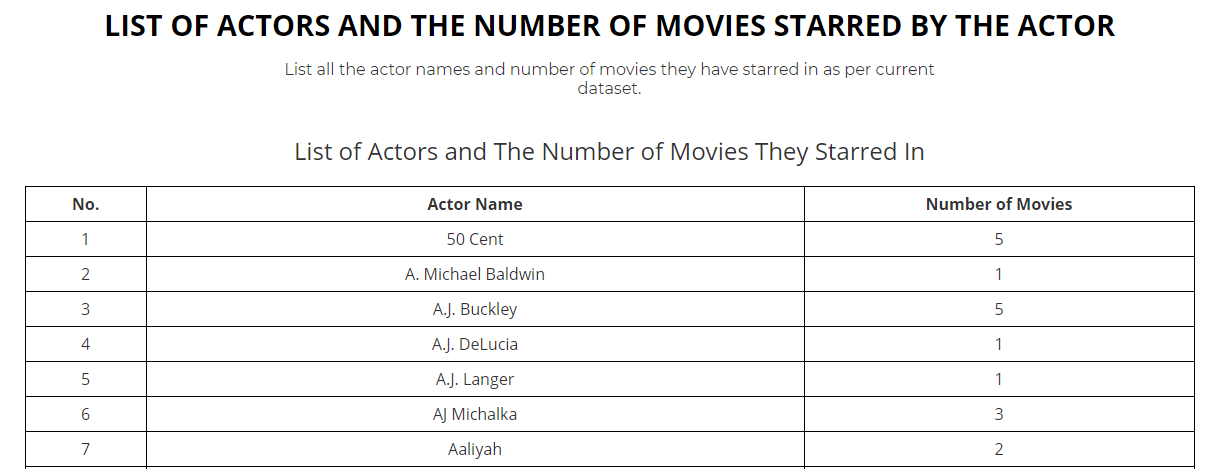 LIST OF ACTORS AND THE NUMBER OF MOVIES STARRED BY THE ACTOR
List all the actor names and number of movies they have starred in as per current
dataset.
List of Actors and The Number of Movies They Starred In
No. Actor Name Number of Movies
1 50 Cent 5
2 A. Michael Baldwin 1
3 A.J. Buckley 5
4 A.J. DeLucia 1
5 A.J. Langer 1
6 AJ Michalka 3
7 Aaliyah 2